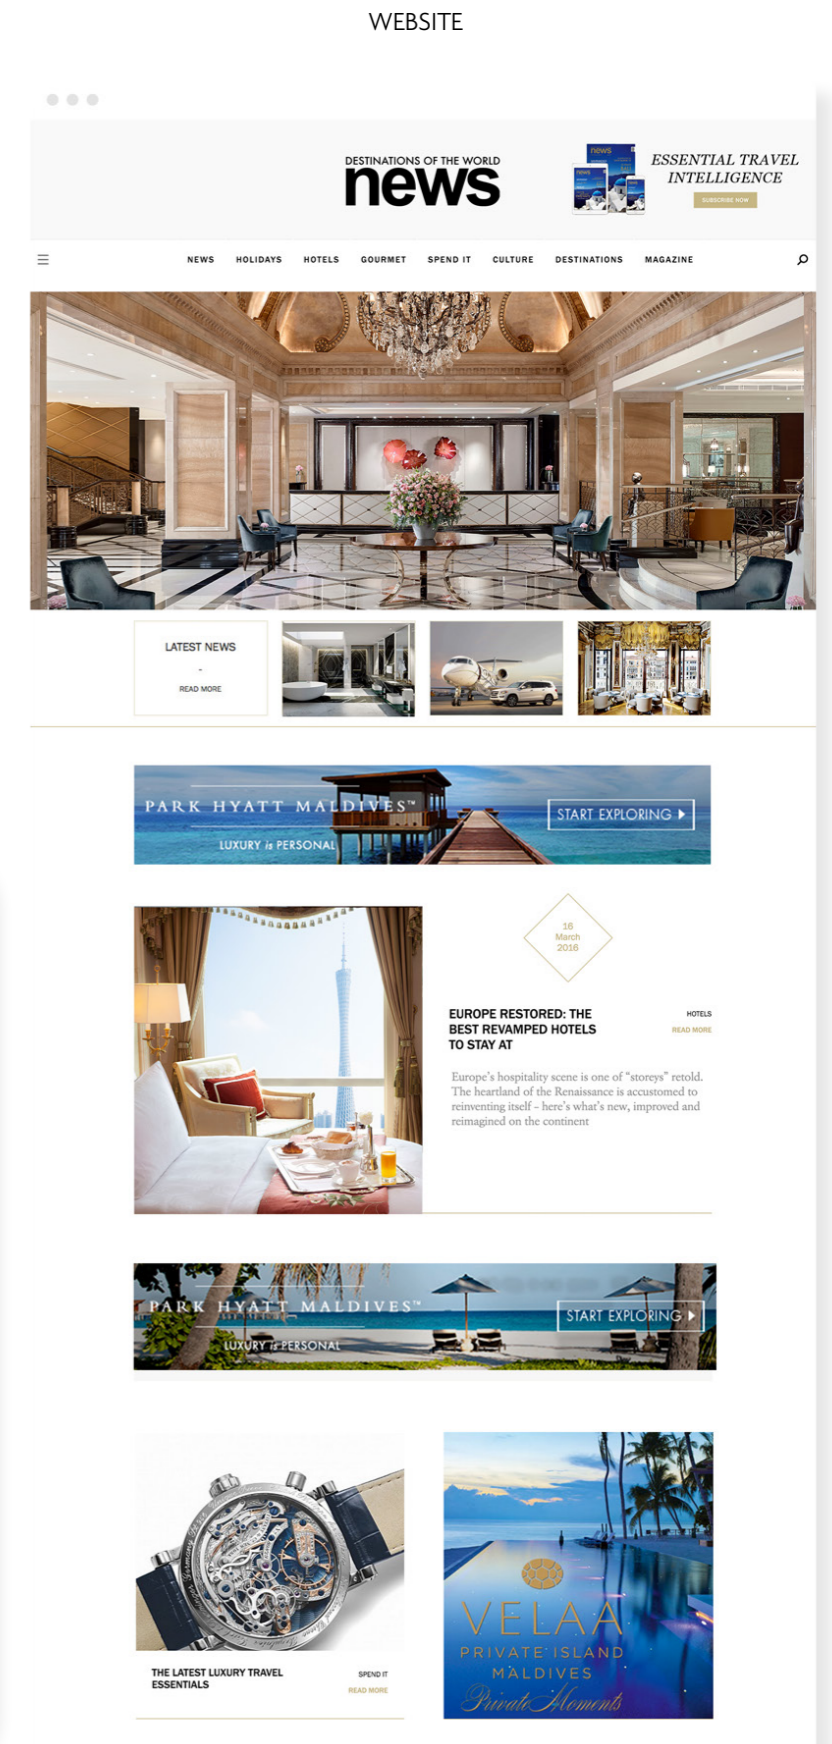 WEBSITE
DESTINATIONS OF THE WORLD
news
ESSENTIAL TRAVEL
INTELLIGENCE
SUBSCRIBE NOW
NEWS HOLIDAYS HOTELS GOURMET SPEND IT CULTURE DESTINATIONS MAGAZINE
LATEST NEWS
-
READ MORE
PARK HYATT MALDIVES™
LUXURY is PERSONAL
START EXPLORING
16
March
2016
EUROPE RESTORED: THE
BEST REVAMPED HOTELS
TO STAY AT
HOTELS
READ MORE
Europe's hospitality scene is one of "storeys" retold.
The heartland of the Renaissance is accustomed to
reinventing itself – here's what's new, improved and
reimagined on the continent
PARK HYATT MALDIVES™
LUXURY is PERSONAL
START EXPLORING
THE LATEST LUXURY TRAVEL
ESSENTIALS
SPEND IT
READ MORE
VELAA
PRIVATE ISLAND
MALDIVES
Private Moments